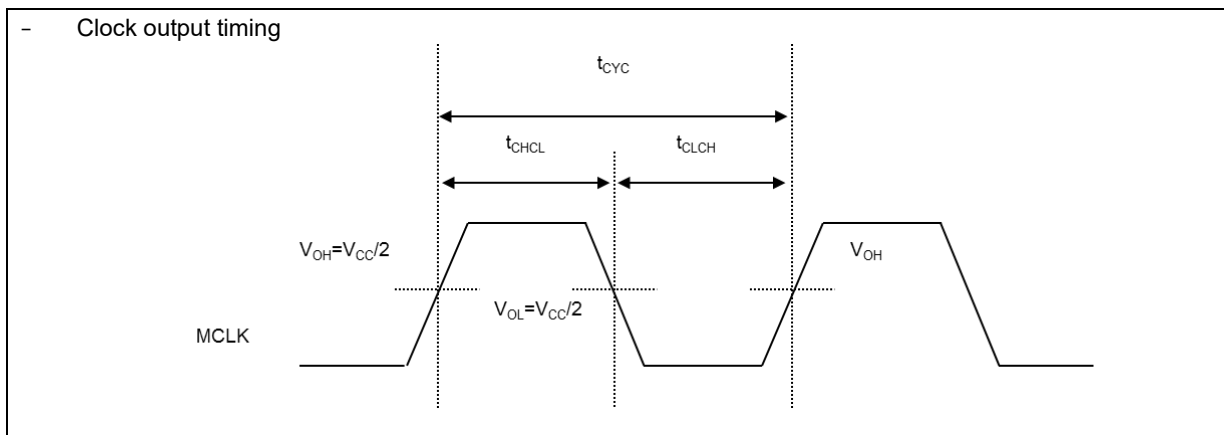 - Clock output timing
tCYC
tCHCL
tCLCH
VOH=VCC/2
VOH
VOL=VCC/2
MCLK